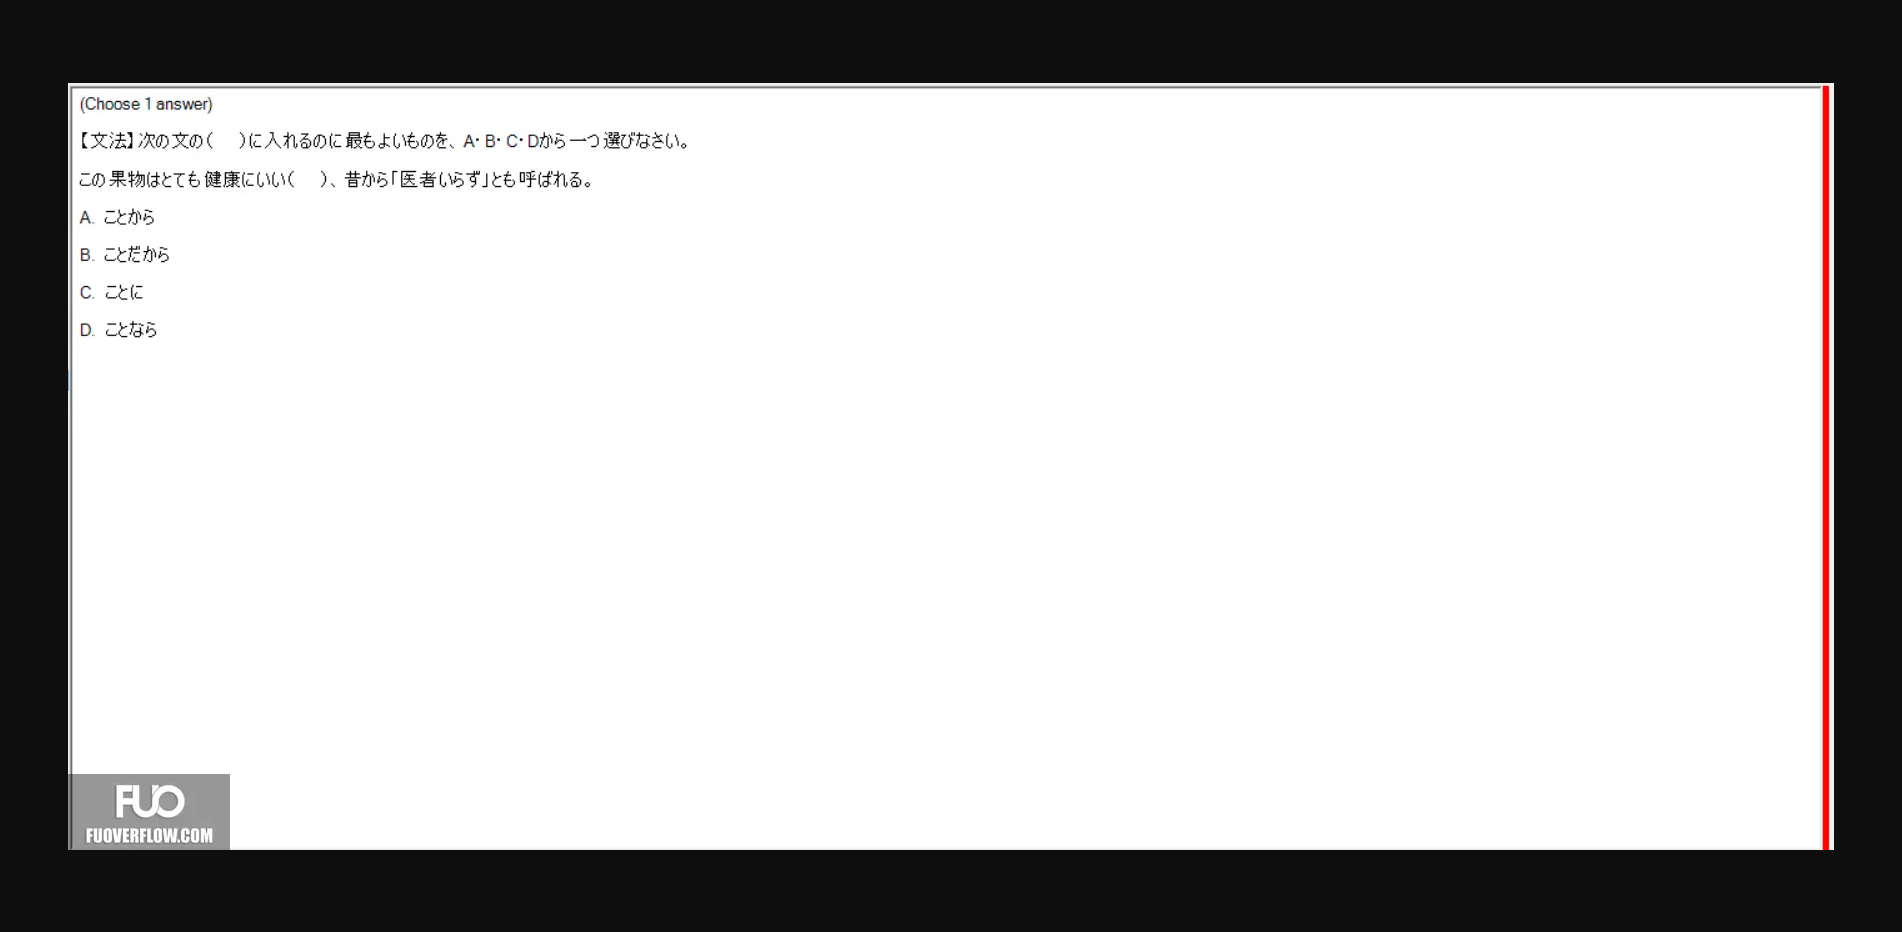 (Choose 1 answer)
【文法】次の文の(　)に入れるのに最もよいものを、A・B・C・Dから一つ選びなさい。
この果物はとても健康にいい(　)、昔から「医者いらず」とも呼ばれる。
A. ことから
B. ことだから
C. ことに
D. ことなら
FUO
FUOVERFLOW.COM